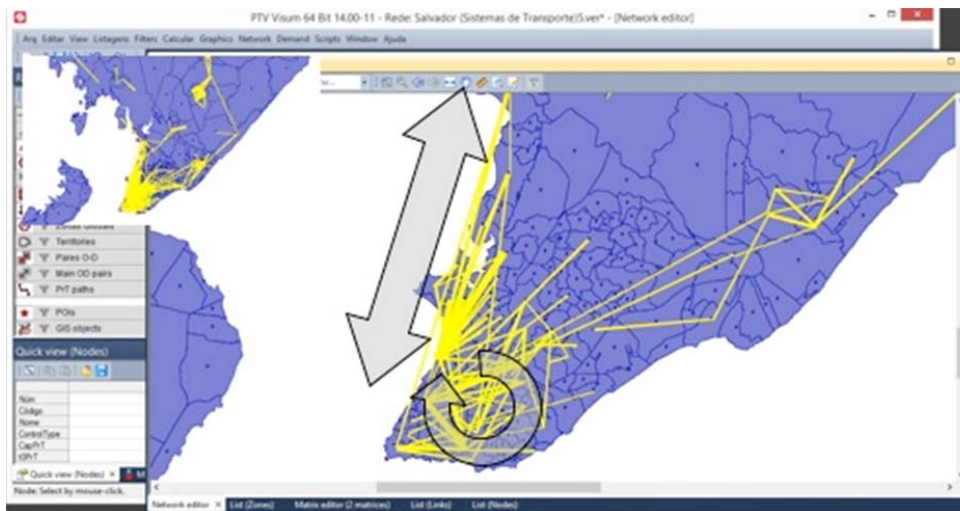 PTV Visum 64 Bit 14.00-11 - Rede: Salvador (Sistemas de Transporte)S.ver* - [Network editor]
Arq Editar View Listagens Filters Calcular Graphics Network Demand Scripts Window Ajuda
Territories
Pares O-D
Main OD pairs
PrT paths
POIs
GIS objects
Quick view (Nodes)
Núm
Código
Nome
ControlType
CapPrT
t0PrT
Quick view (Nodes) ×
Node: Select by mouse-click.
Network editor × List (Zones) Matrix editor (2 matrices) List (Links) List (Nodes)